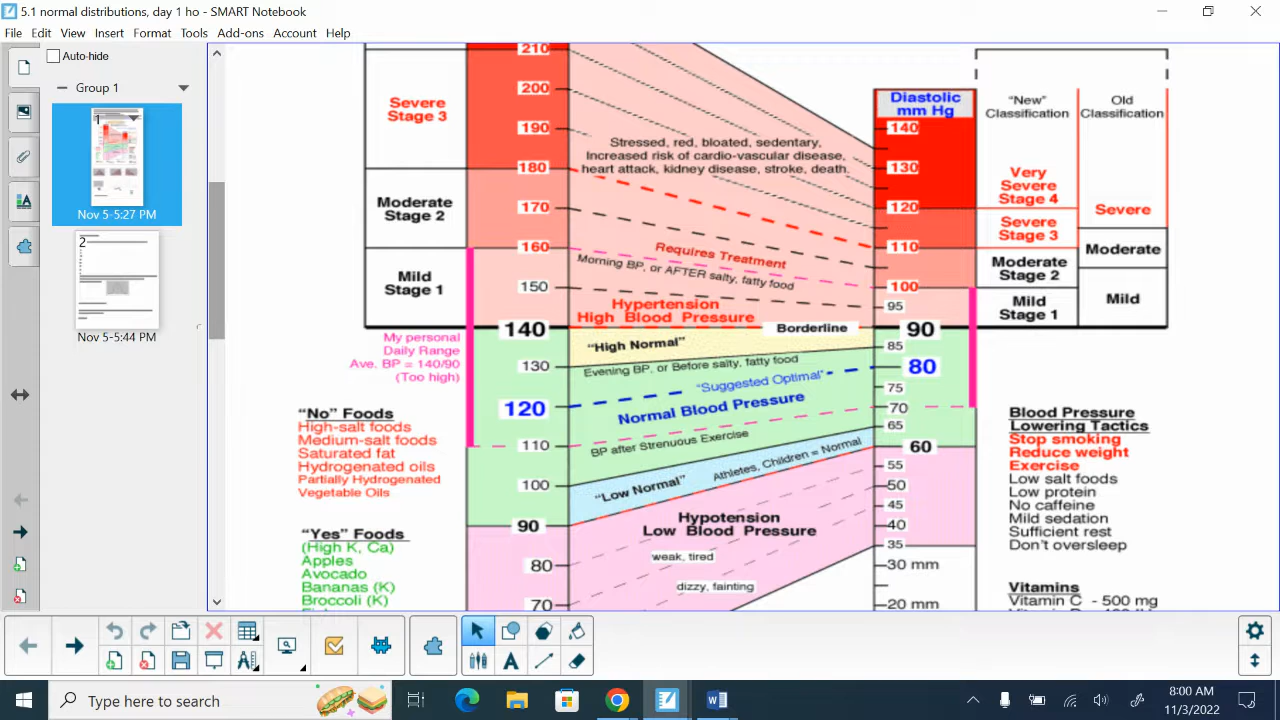 5.1 normal distributions, day 1 ho - SMART Notebook
File Edit View Insert Format Tools Add-ons Account Help
Auto-hide
Group 1
1
Nov 5-5:27 PM
2
Nov 5-5:44 PM
Severe
Stage 3
Moderate
Stage 2
Mild
Stage 1
My personal
Daily Range
Ave. BP = 140/90
(Too high)
"No" Foods
High-salt foods
Medium-salt foods
Saturated fat
Hydrogenated oils
Partially Hydrogenated
Vegetable Oils
"Yes" Foods
(High K, Ca)
Apples
Avocado
Bananas (K)
Broccoli (K)
210
200
190
180
170
160
150
140
130
120
110
100
90
80
70
Stressed, red, bloated, sedentary,
Increased risk of cardio-vascular disease,
heart attack, kidney disease, stroke, death.
Requires Treatment
Morning BP, or AFTER salty, fatty food
Hypertension
High Blood Pressure
Borderline
"High Normal"
Evening BP, or Before salty, fatty food
"Suggested Optimal"
Normal Blood Pressure
BP after Strenuous Exercise
Athletes, Children = Normal
"Low Normal"
Hypotension
Low Blood Pressure
weak, tired
dizzy, fainting
Diastolic
mm Hg
140
130
120
110
100
95
90
85
80
75
70
65
60
55
50
45
40
35
30 mm
20 mm
"New"
Classification
Very
Severe
Stage 4
Severe
Stage 3
Moderate
Stage 2
Mild
Stage 1
Old
Classification
Severe
Moderate
Mild
Blood Pressure
Lowering Tactics
Stop smoking
Reduce weight
Exercise
Low salt foods
Low protein
No caffeine
Mild sedation
Sufficient rest
Don't oversleep
Vitamins
Vitamin C - 500 mg
Type here to search
8:00 AM
11/3/2022